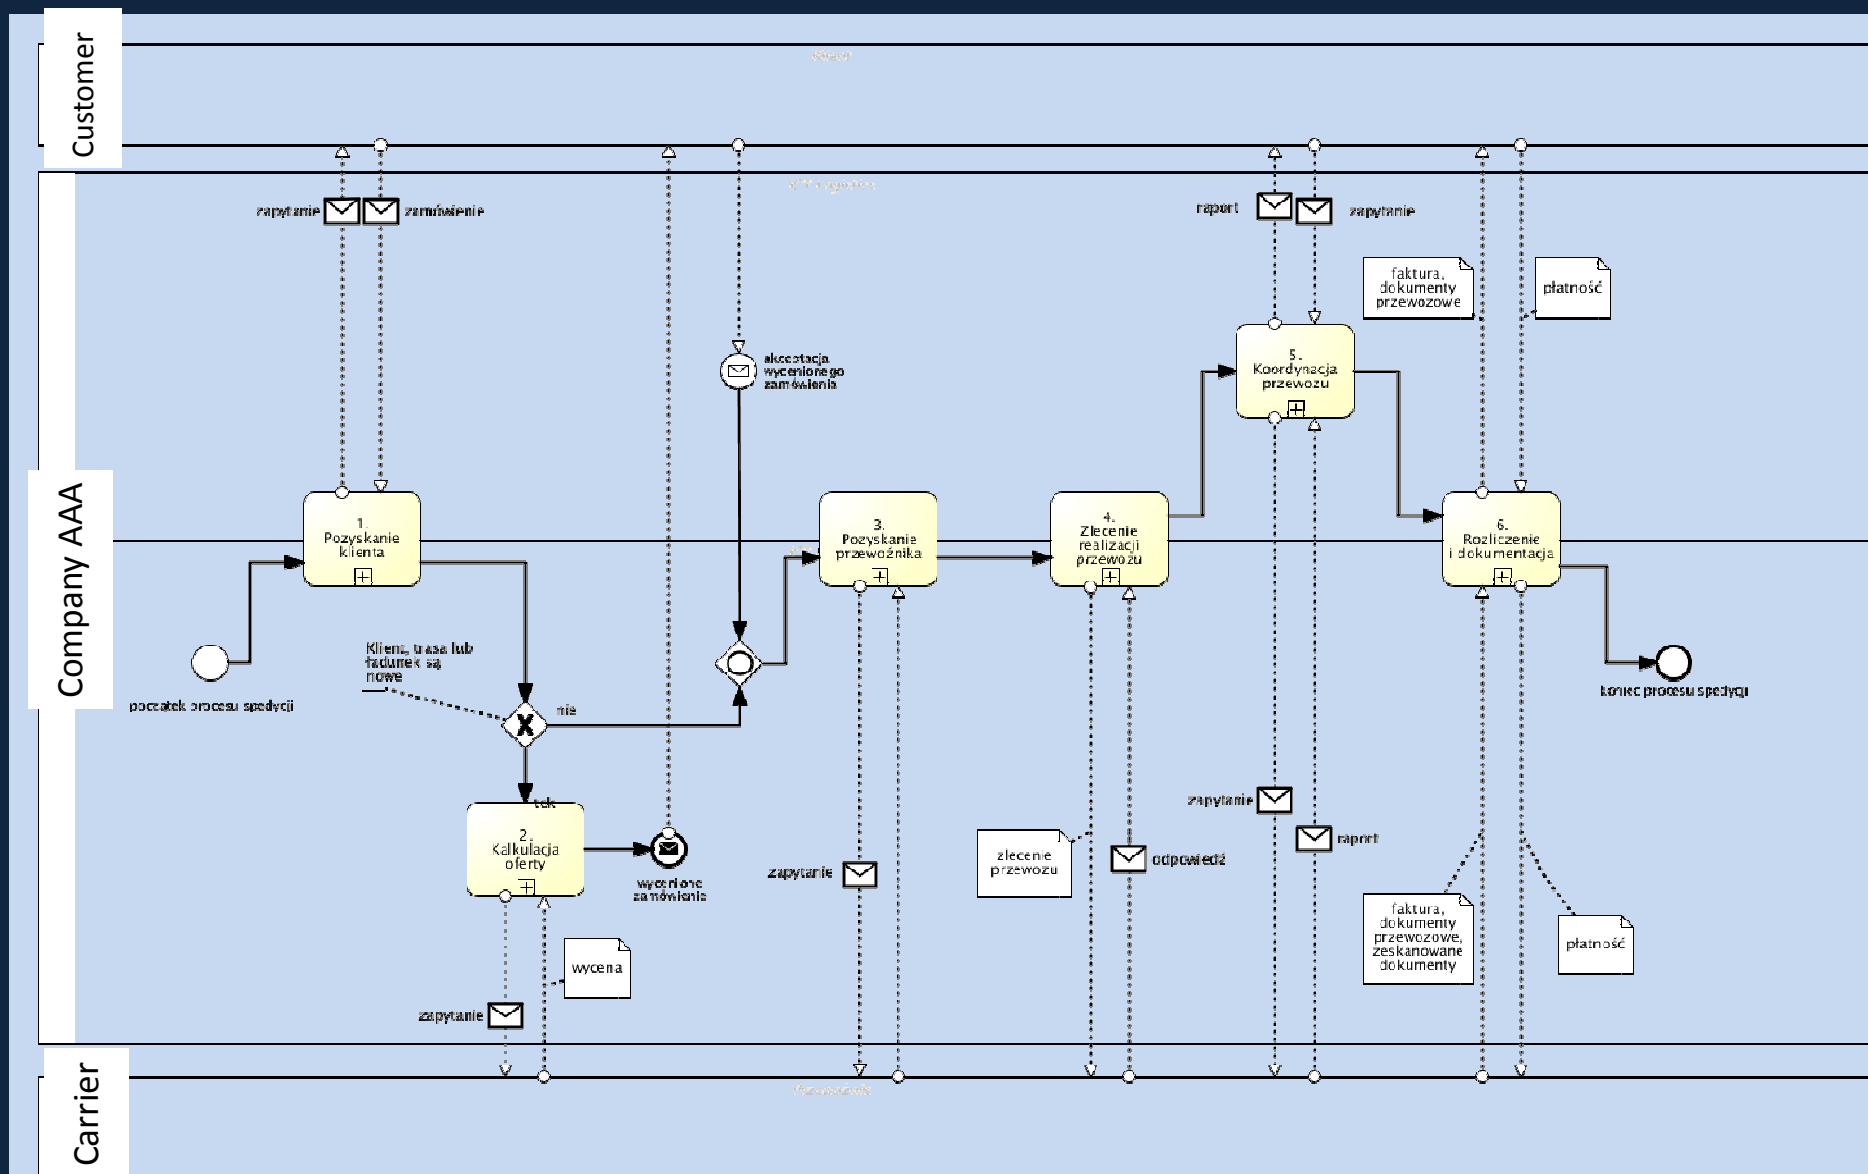 Customer
zapytanie
zamówienie
raport
zapytanie
faktura,
dokumenty
przewozowe
płatność
akceptacja
wycenionego
zamówienia
5.
Koordynacja
przewozu
Company AAA
1.
Pozyskanie
klienta
3.
Pozyskanie
przewoźnika
4.
Zlecenie
realizacji
przewozu
6.
Rozliczenie
i dokumentacja
Klient, trasa lub
ładunek są
nowe
początek procesu spedycji
nie
koniec procesu spedycji
tak
2.
Kalkulacja
oferty
wycenione
zamówienie
zapytanie
zlecenie
przewozu
odpowiedź
zapytanie
raport
faktura,
dokumenty
przewozowe,
zeskanowane
dokumenty
płatność
wycena
zapytanie
Carrier